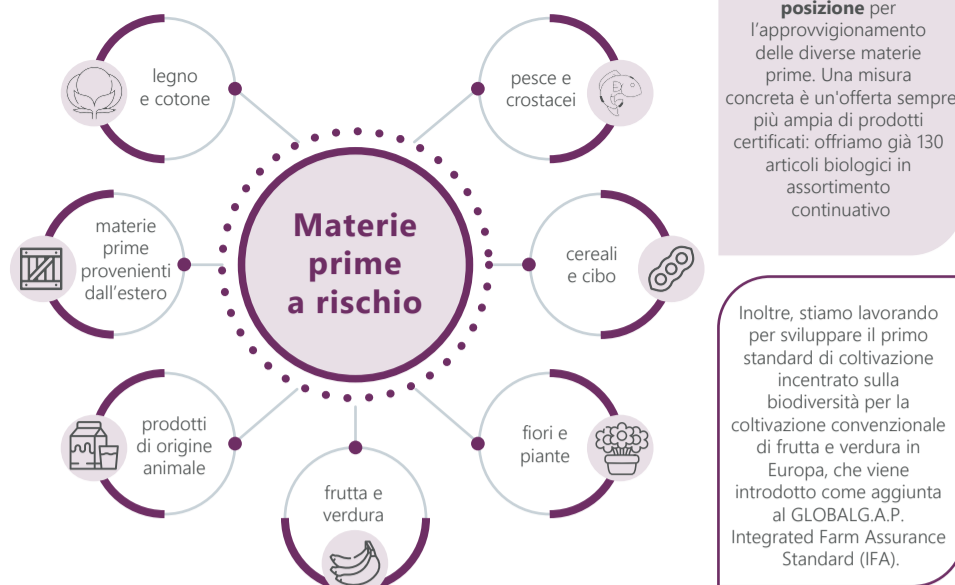 legno
e cotone
pesce e
crostacei
materie
prime
provenienti
dall'estero
Materie
prime
a rischio
cereali
e cibo
prodotti
di origine
animale
fiori e
piante
frutta e
verdura
posizione per
l'approvvigionamento
delle diverse materie
prime. Una misura
concreta è un'offerta sempre
più ampia di prodotti
certificati: offriamo già 130
articoli biologici in
assortimento
continuativo
Inoltre, stiamo lavorando
per sviluppare il primo
standard di coltivazione
incentrato sulla
biodiversità per la
coltivazione convenzionale
di frutta e verdura in
Europa, che viene
introdotto come aggiunta
al GLOBALG.A.P.
Integrated Farm Assurance
Standard (IFA).